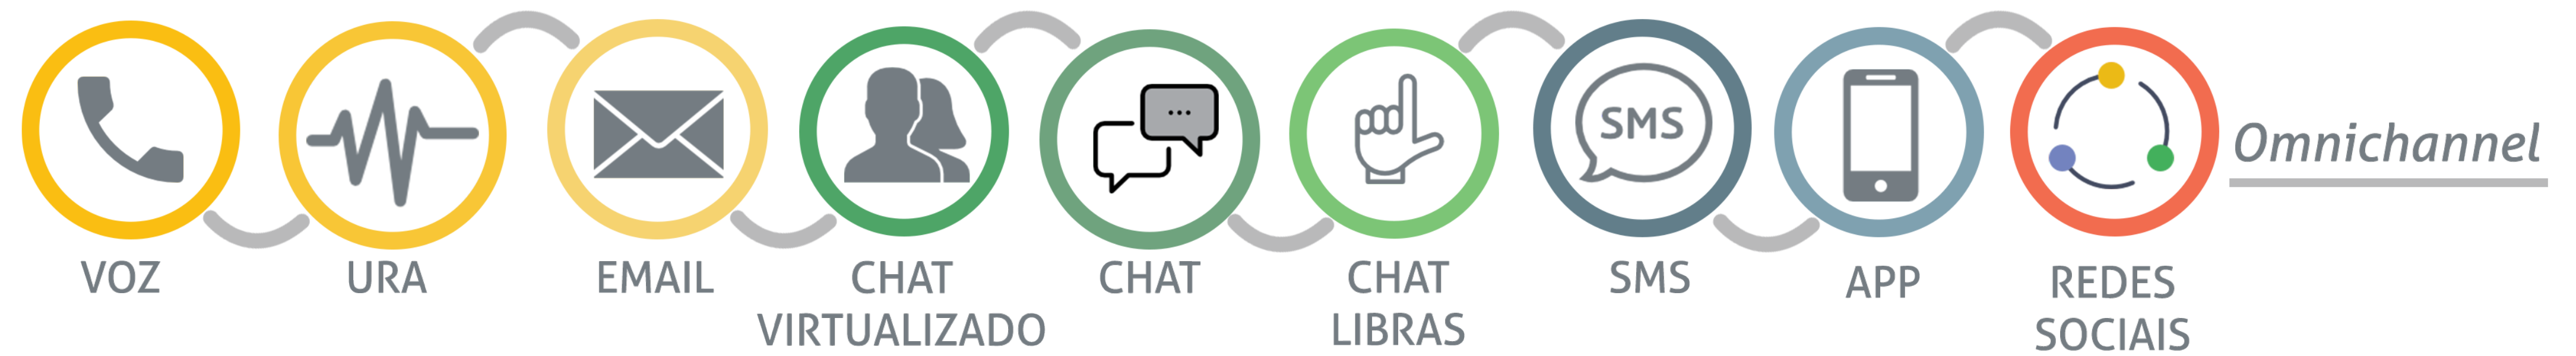 SMS
Omnichannel
VOZ
URA
EMAIL
CHAT
VIRTUALIZADO
CHAT
CHAT
LIBRAS
SMS
APP
REDES
SOCIAIS